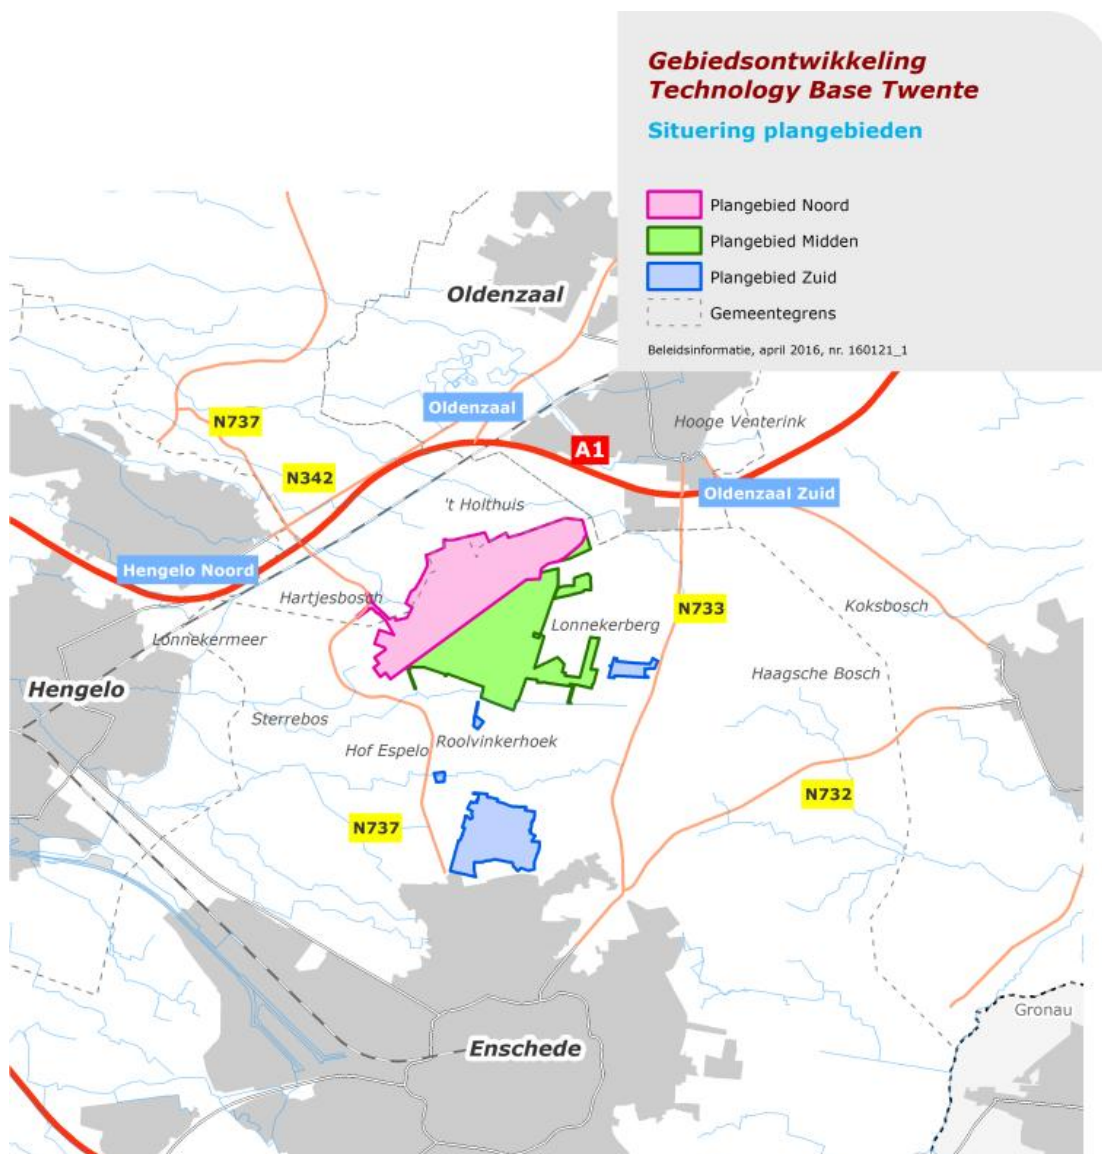 Gebiedsontwikkeling
Technology Base Twente
Situering plangebieden
Plangebied Noord
Plangebied Midden
Plangebied Zuid
Gemeentegrens
Beleidsinformatie, april 2016, nr. 160121_1
Oldenzaal
Oldenzaal
N737
Hooge Venterink
A1
N342
Oldenzaal Zuid
't Holthuis
Hengelo Noord
Hartjesbosch
N733
Koksbosch
Lonnekermeer
Lonnekerberg
Haagsche Bosch
Hengelo
Sterrebos
Hof Espelo
Roolvinkerhoek
N732
N737
Gronau
Enschede